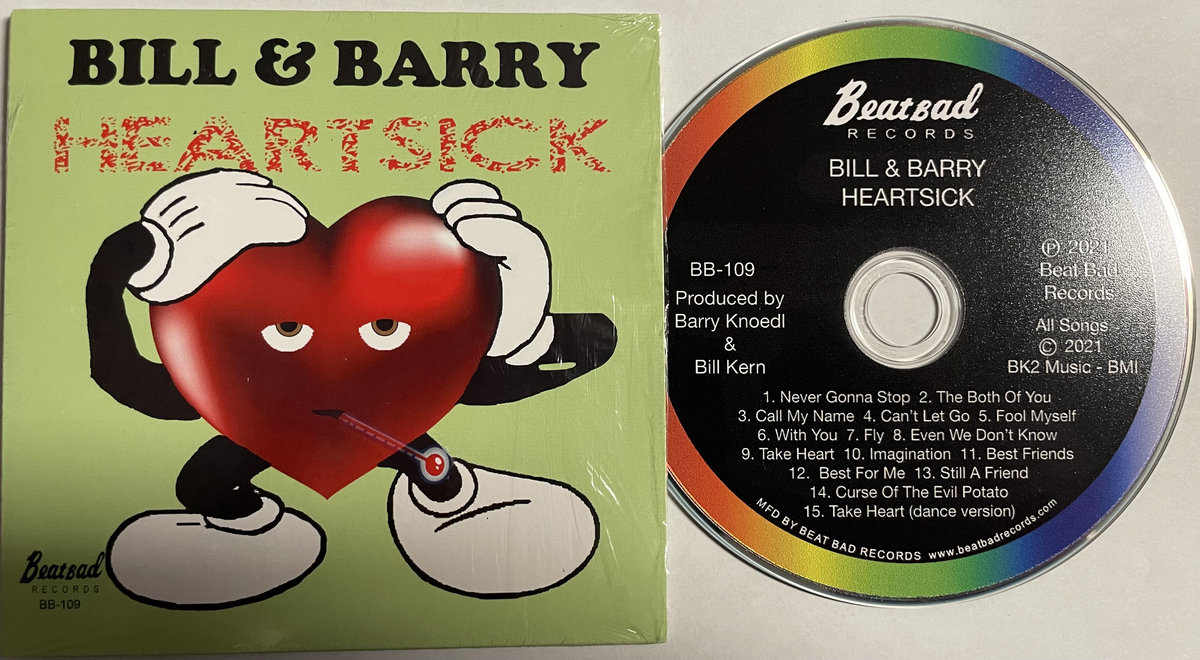 BILL & BARRY
HEARTSICK
BeatBad
RECORDS
BB-109
BeatBad
RECORDS
BILL & BARRY
HEARTSICK
BB-109
Produced by
Barry Knoedl
&
Bill Kern
℗ 2021
Beat Bad
Records
All Songs
© 2021
BK2 Music - BMI
1. Never Gonna Stop 2. The Both Of You
3. Call My Name 4. Can't Let Go 5. Fool Myself
6. With You 7. Fly 8. Even We Don't Know
9. Take Heart 10. Imagination 11. Best Friends
12. Best For Me 13. Still A Friend
14. Curse Of The Evil Potato
15. Take Heart (dance version)
MFD BY BEAT BAD RECORDS www.beatbadrecords.com